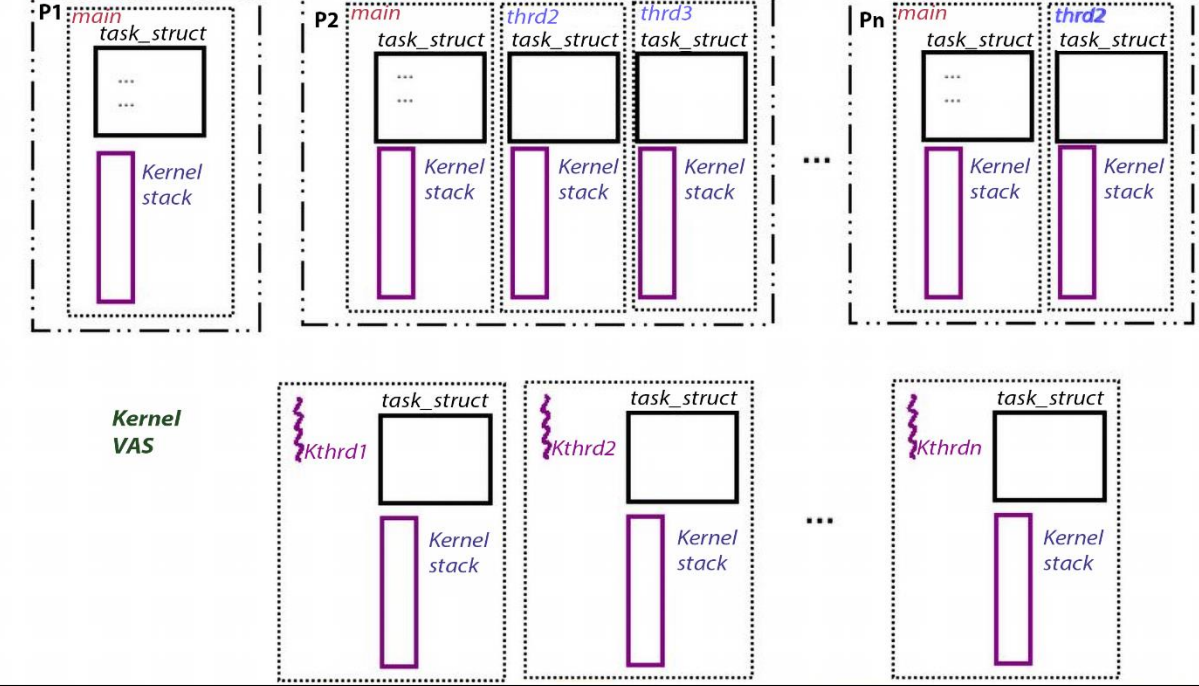 P1
main
task_struct
...
...
Kernel
stack
P2
main
task_struct
...
...
Kernel
stack
thrd2
task_struct
Kernel
stack
thrd3
task_struct
Kernel
stack
...
Pn
main
task_struct
...
...
Kernel
stack
thrd2
task_struct
Kernel
stack
Kernel
VAS
Kthrd1
task_struct
Kernel
stack
Kthrd2
task_struct
Kernel
stack
...
Kthrdn
task_struct
Kernel
stack